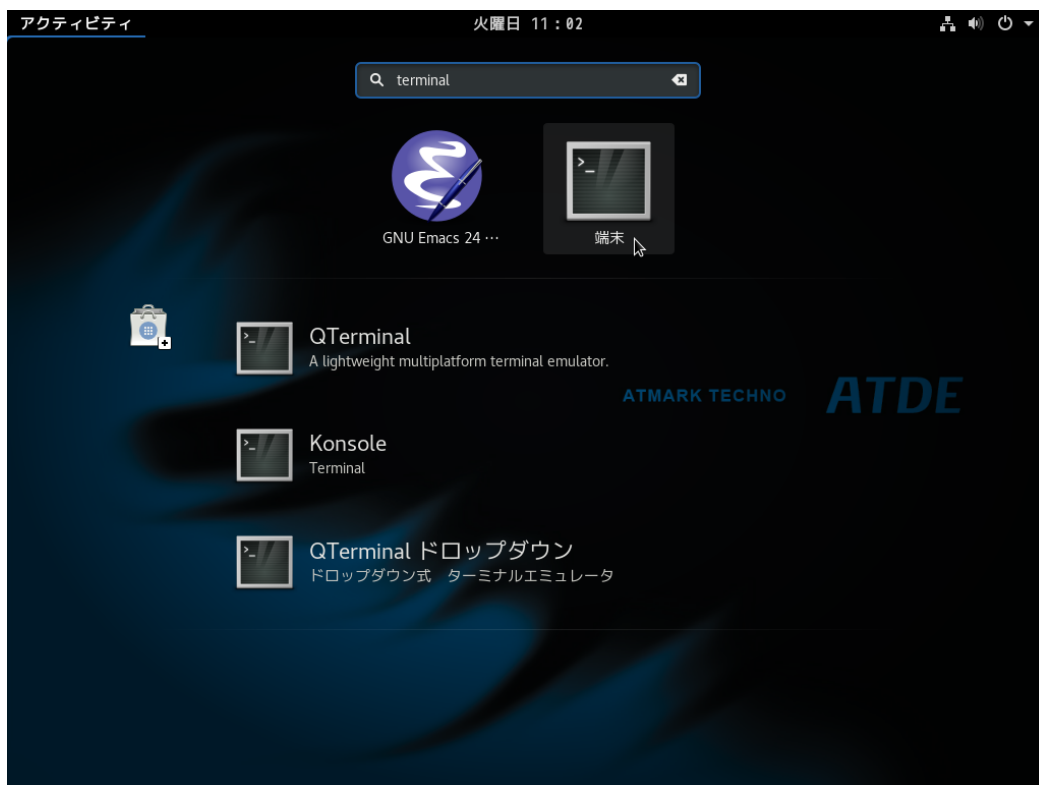 アクティビティ 火曜日 11：02
terminal
GNU Emacs 24 … 端末
QTerminal
A lightweight multiplatform terminal emulator.
ATMARK TECHNO ATDE
Konsole
Terminal
QTerminal ドロップダウン
ドロップダウン式　ターミナルエミュレータ